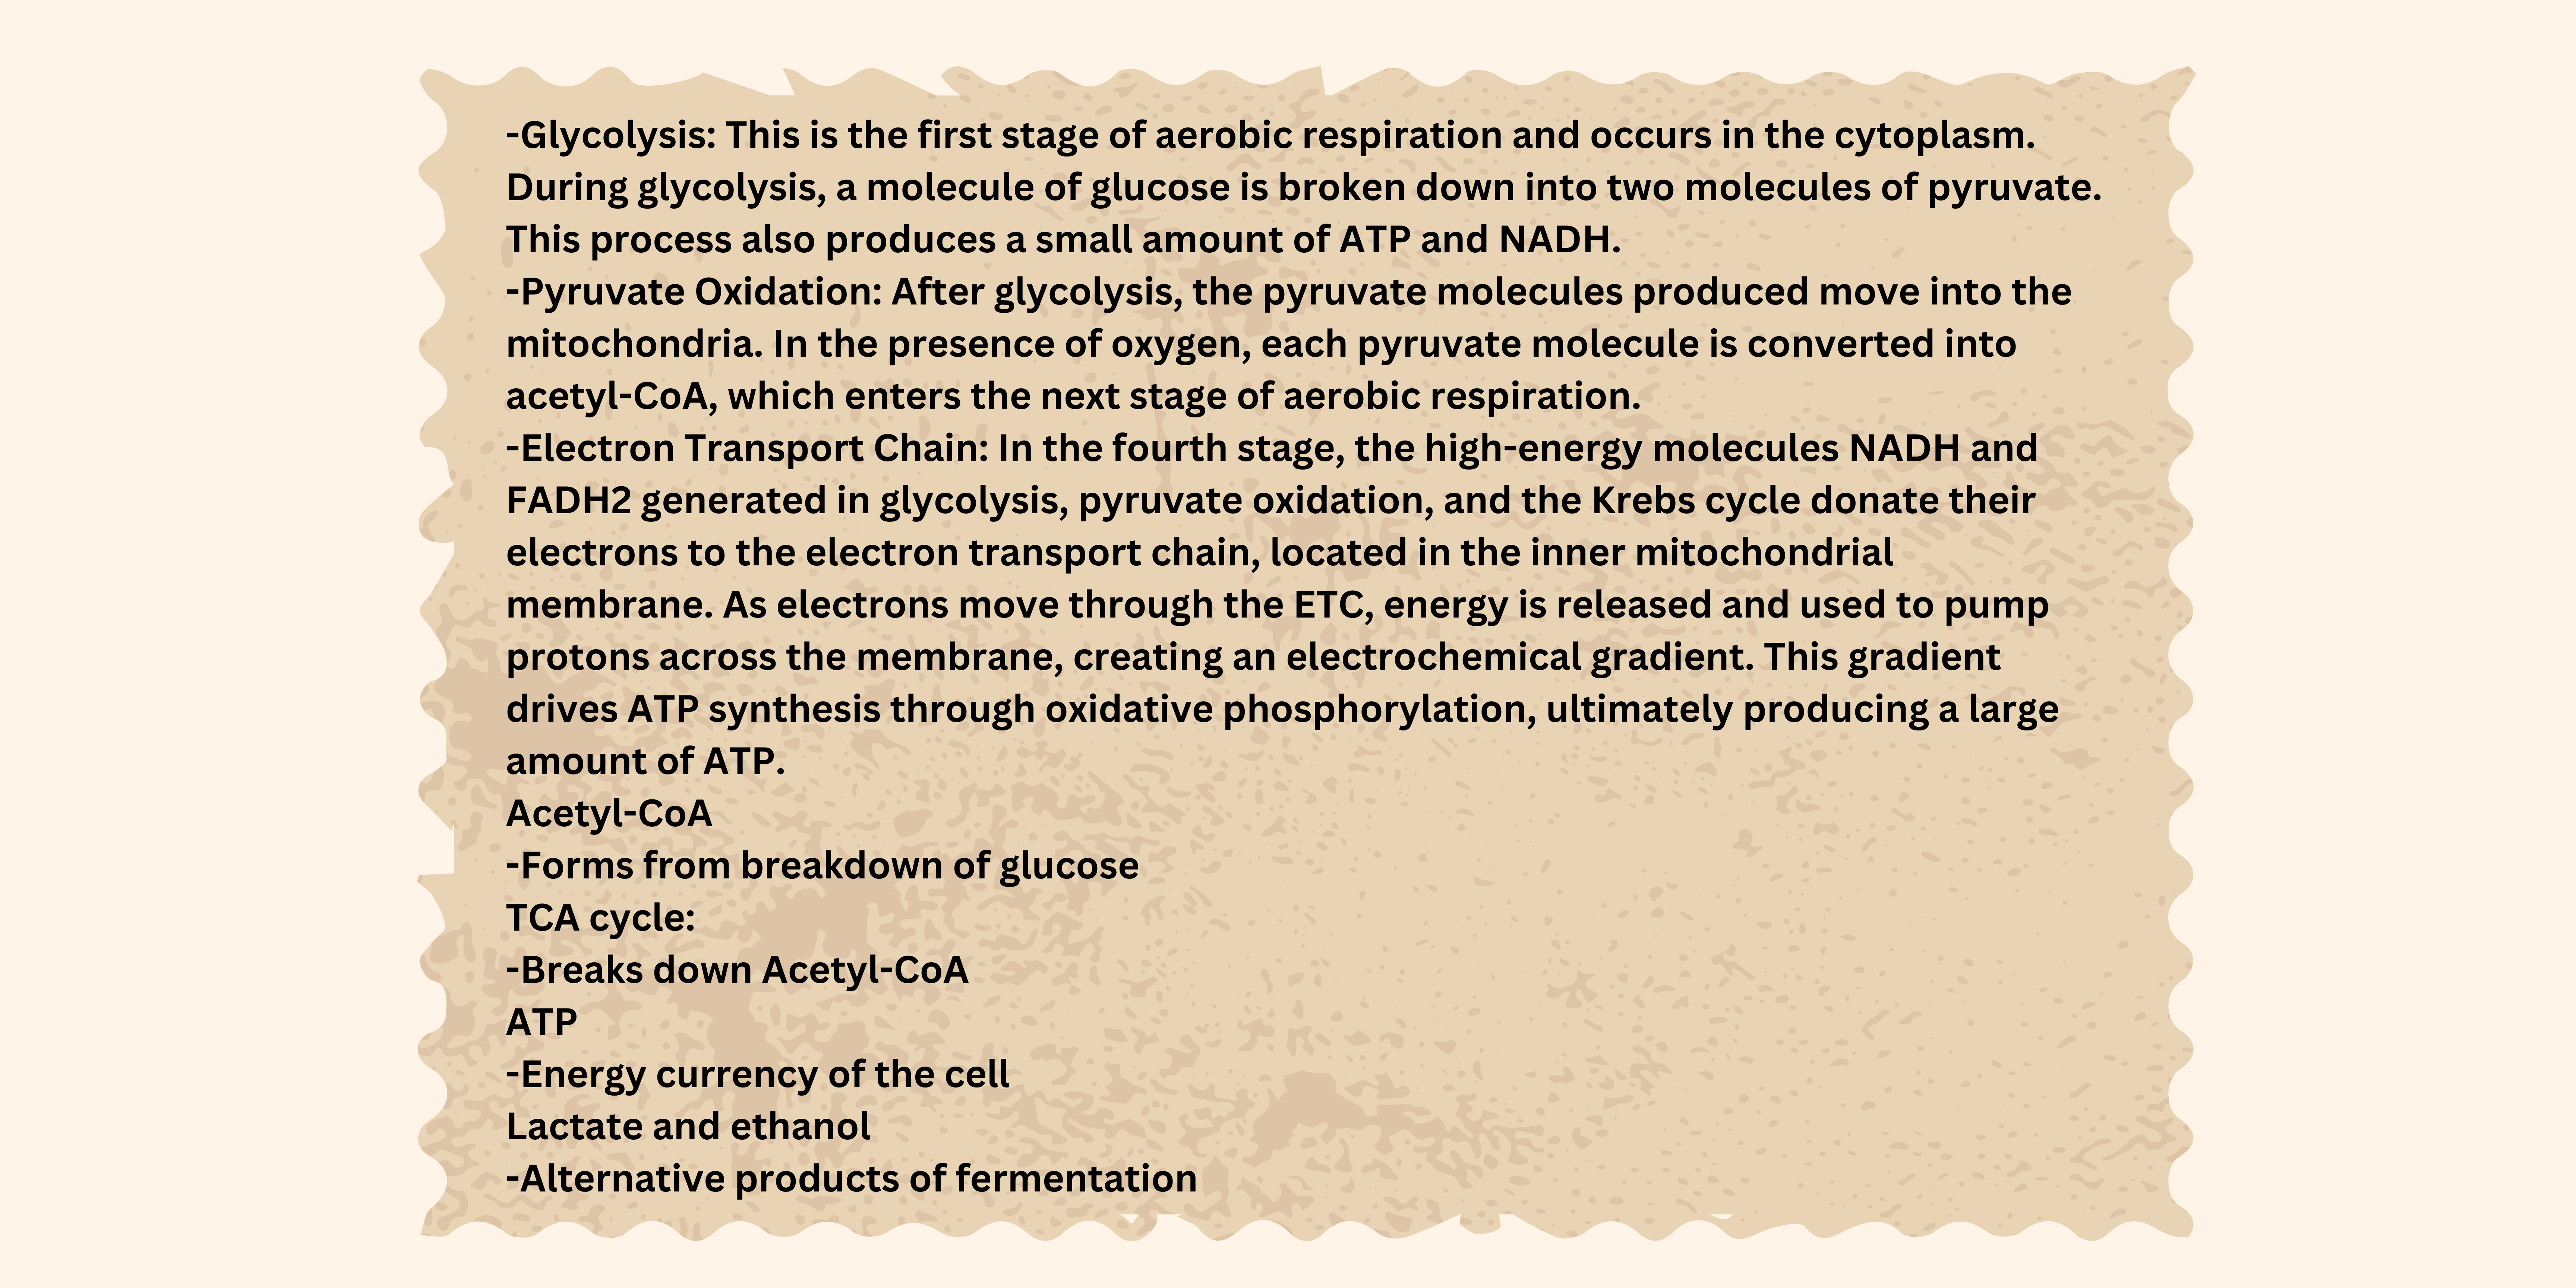 -Glycolysis: This is the first stage of aerobic respiration and occurs in the cytoplasm.
During glycolysis, a molecule of glucose is broken down into two molecules of pyruvate.
This process also produces a small amount of ATP and NADH.
-Pyruvate Oxidation: After glycolysis, the pyruvate molecules produced move into the
mitochondria. In the presence of oxygen, each pyruvate molecule is converted into
acetyl-CoA, which enters the next stage of aerobic respiration.
-Electron Transport Chain: In the fourth stage, the high-energy molecules NADH and
FADH2 generated in glycolysis, pyruvate oxidation, and the Krebs cycle donate their
electrons to the electron transport chain, located in the inner mitochondrial
membrane. As electrons move through the ETC, energy is released and used to pump
protons across the membrane, creating an electrochemical gradient. This gradient
drives ATP synthesis through oxidative phosphorylation, ultimately producing a large
amount of ATP.
Acetyl-CoA
-Forms from breakdown of glucose
TCA cycle:
-Breaks down Acetyl-CoA
ATP
-Energy currency of the cell
Lactate and ethanol
-Alternative products of fermentation